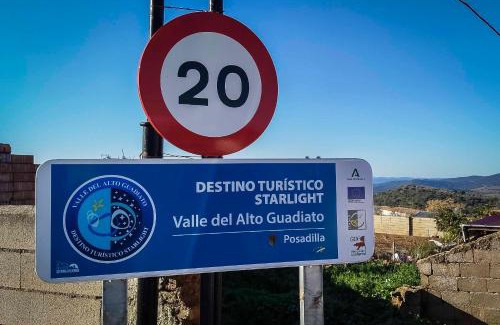 20
DESTINO TURÍSTICO
STARLIGHT
Valle del Alto Guadiato
Posadilla
VALLE DEL ALTO GUADIATO
DESTINO TURÍSTICO STARLIGHT